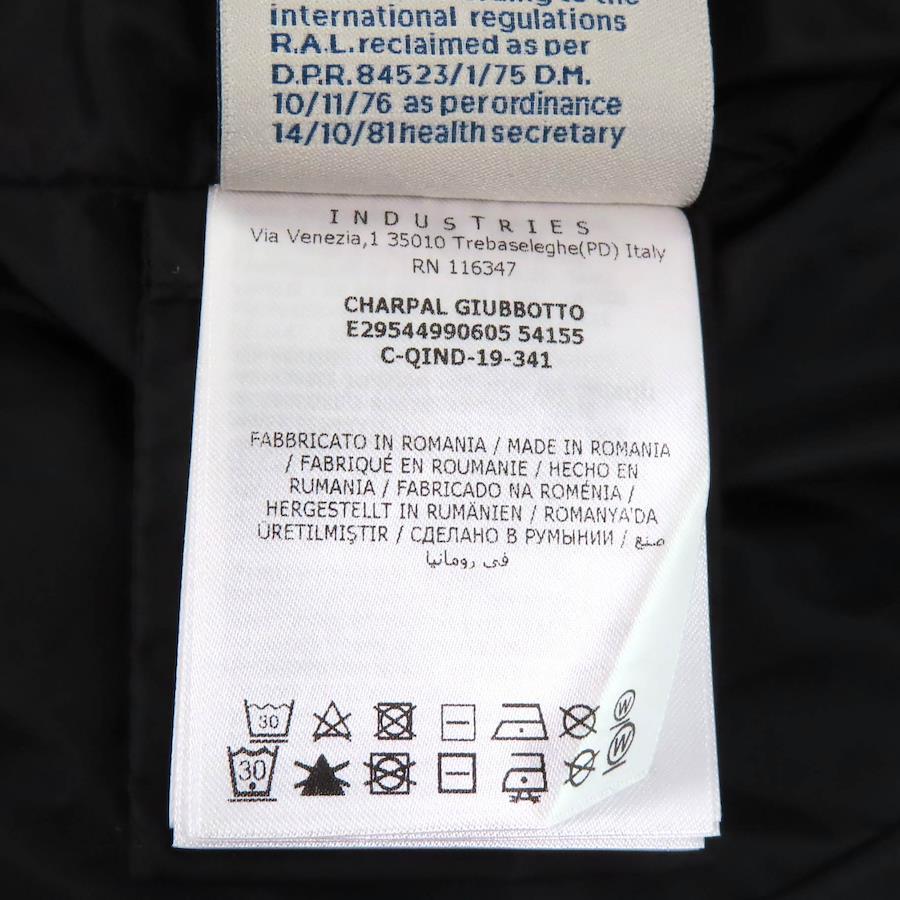 international regulations
R.A.L. reclaimed as per
D.P.R. 84523/1/75 D.M.
10/11/76 as per ordinance
14/10/81 health secretary
INDUSTRIES
Via Venezia,1 35010 Trebaseleghe(PD) Italy
RN 116347
CHARPAL GIUBBOTTO
E29544990605 54155
C-QIND-19-341
FABBRICATO IN ROMANIA / MADE IN ROMANIA
/ FABRIQUÉ EN ROUMANIE / HECHO EN
RUMANIA / FABRICADO NA ROMÉNIA /
HERGESTELLT IN RUMÄNIEN / ROMANYA'DA
ÜRETILMIŞTIR / СДЕЛАНО В РУМЫНИИ / صنع
في رومانيا
30 W
30 W